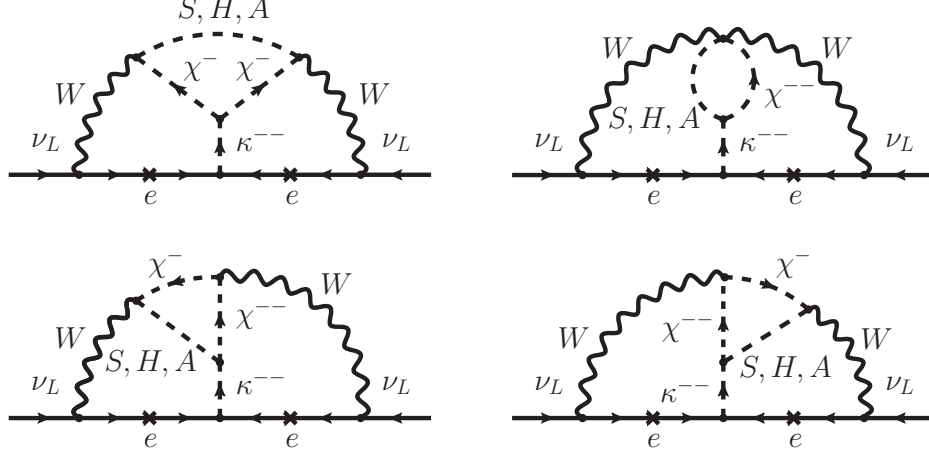 S, H, A
W χ⁻ χ⁻ W
ν_L κ⁻⁻ ν_L
e e
W W
S, H, A χ⁻⁻
ν_L κ⁻⁻ ν_L
e e
χ⁻ W
W χ⁻⁻
S, H, A
ν_L κ⁻⁻ ν_L
e e
W χ⁻
χ⁻⁻ W
S, H, A
ν_L κ⁻⁻ ν_L
e e